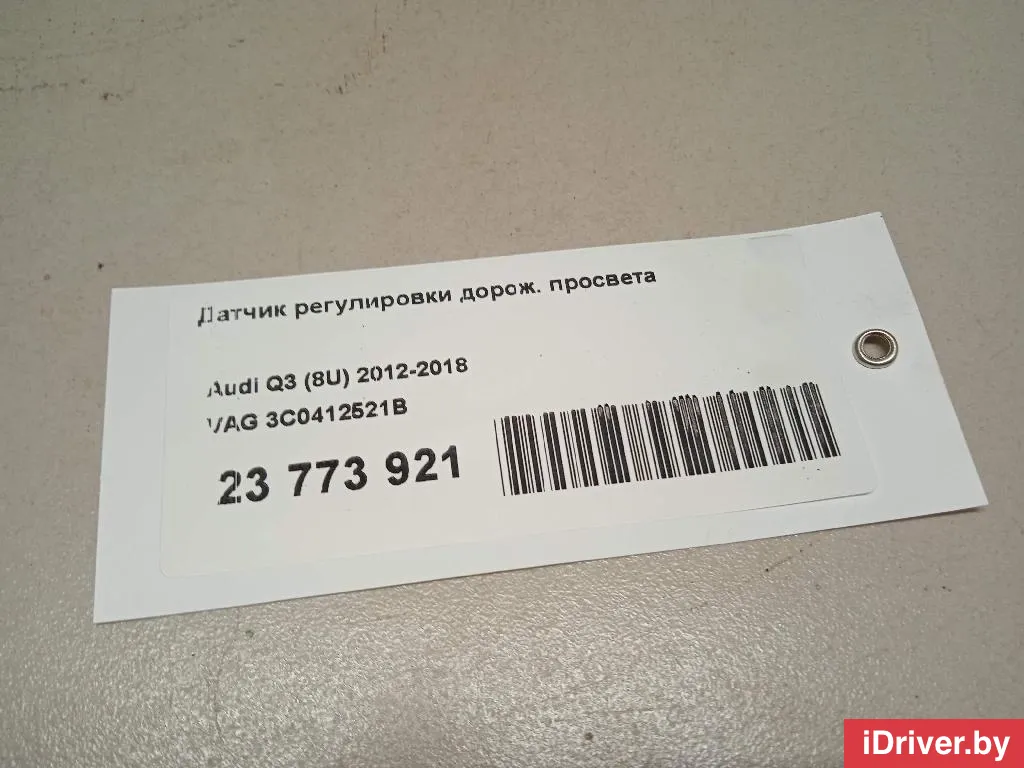 Датчик регулировки дорож. просвета
Audi Q3 (8U) 2012-2018
VAG 3C0412521B
23 773 921
iDriver.by